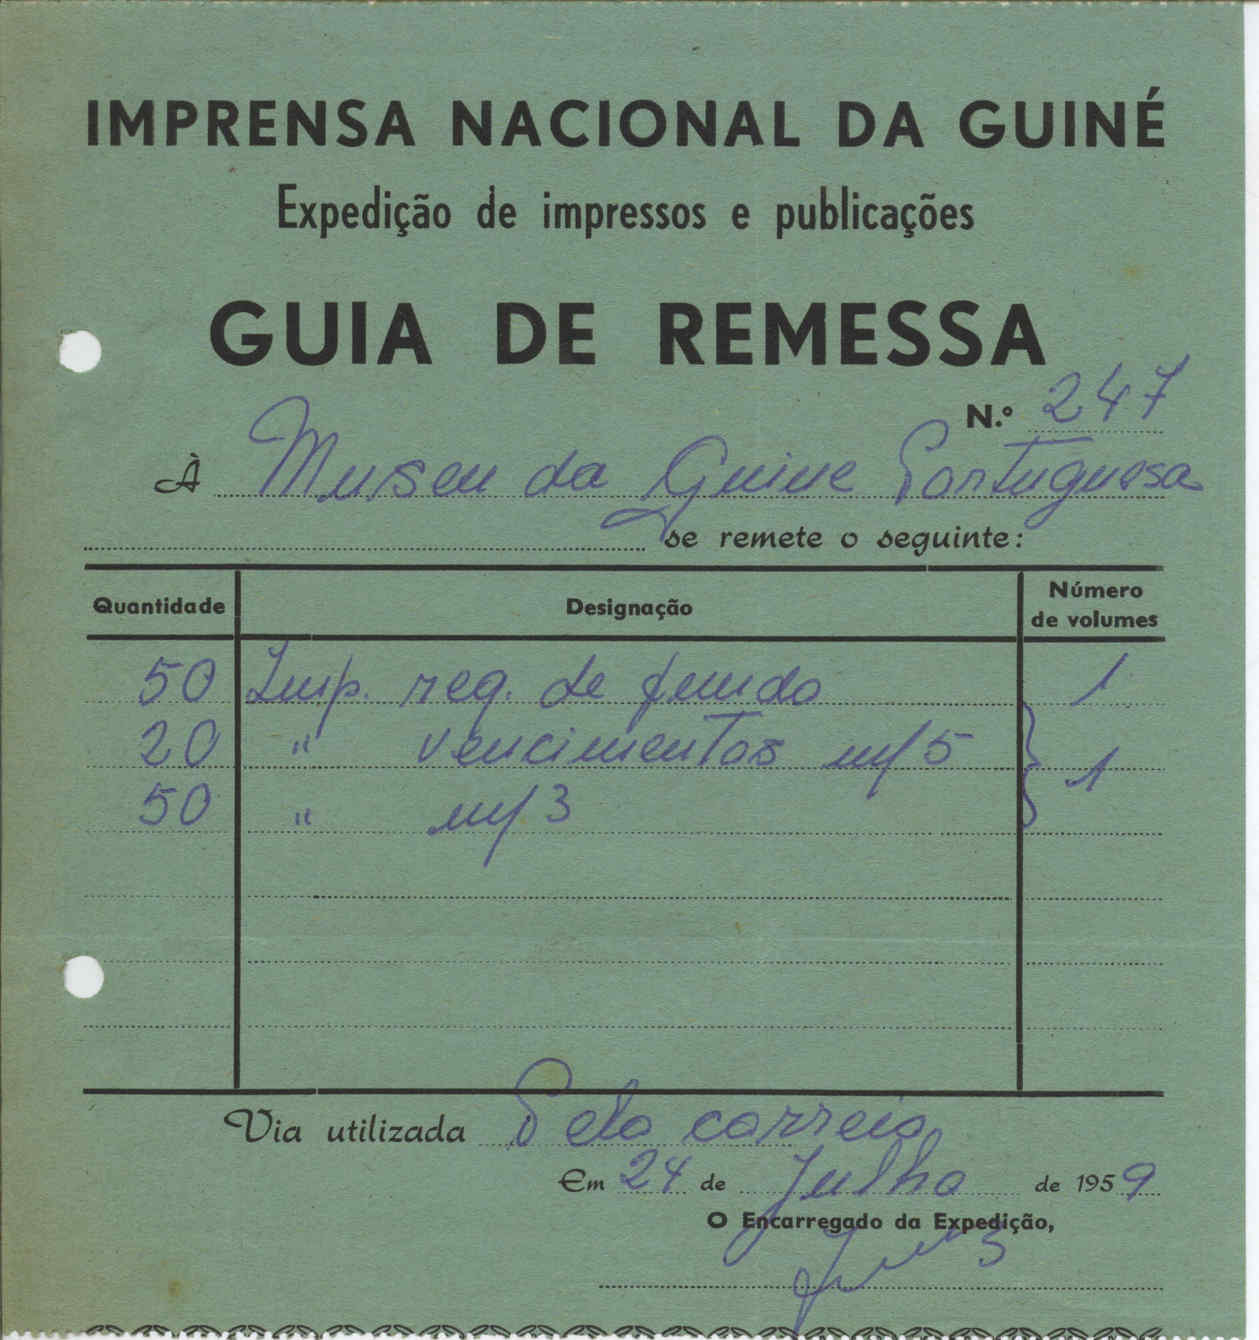 IMPRENSA NACIONAL DA GUINÉ
Expedição de impressos e publicações
GUIA DE REMESSA
N.º 247
À Museu da Guine Portuguesa
se remete o seguinte:
Quantidade Designação Número de volumes
50 Imp. reg. de fundo 1
20 " vencimentos m/5
50 " m/3 } 1
Via utilizada Pelo correio
Em 24 de Julho de 1959
O Encarregado da Expedição,